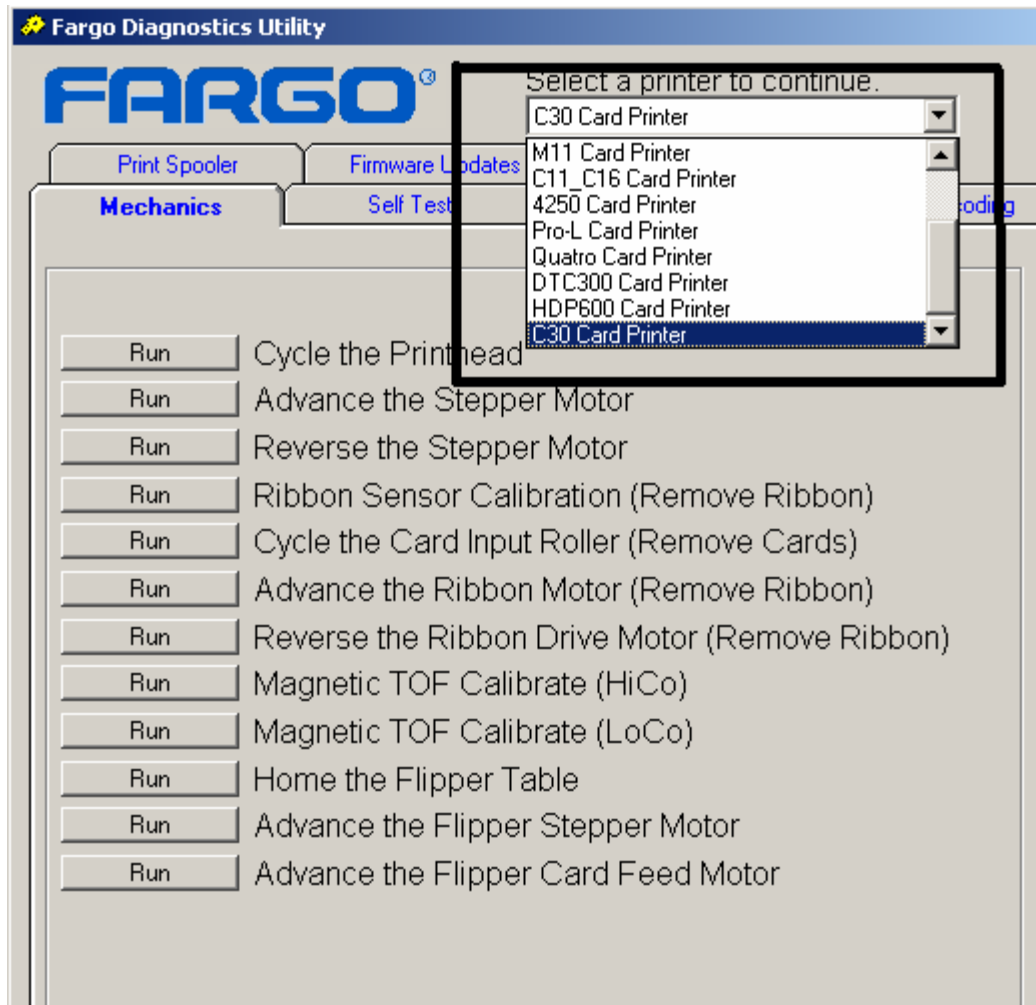 Fargo Diagnostics Utility
FARGO®
Select a printer to continue.
C30 Card Printer
M11 Card Printer
C11_C16 Card Printer
4250 Card Printer
Pro-L Card Printer
Quatro Card Printer
DTC300 Card Printer
HDP600 Card Printer
C30 Card Printer
Print Spooler
Firmware Updates
Mechanics
Self Test
coding
Run Cycle the Printhead
Run Advance the Stepper Motor
Run Reverse the Stepper Motor
Run Ribbon Sensor Calibration (Remove Ribbon)
Run Cycle the Card Input Roller (Remove Cards)
Run Advance the Ribbon Motor (Remove Ribbon)
Run Reverse the Ribbon Drive Motor (Remove Ribbon)
Run Magnetic TOF Calibrate (HiCo)
Run Magnetic TOF Calibrate (LoCo)
Run Home the Flipper Table
Run Advance the Flipper Stepper Motor
Run Advance the Flipper Card Feed Motor